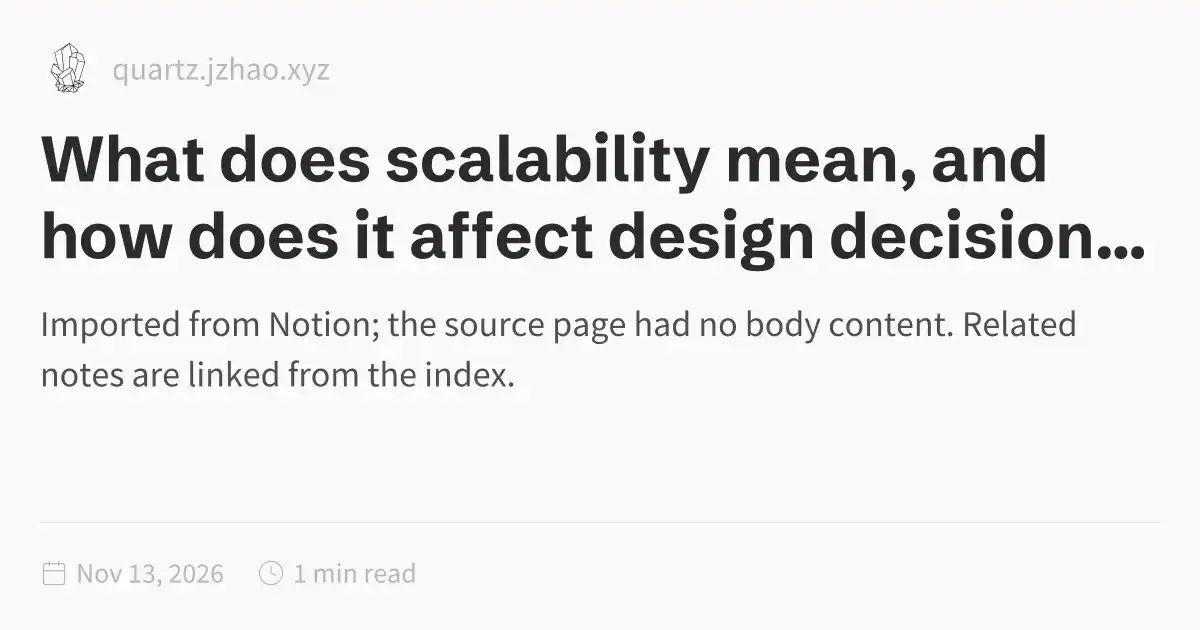 quartz.jzhao.xyz
What does scalability mean, and
how does it affect design decision...
Imported from Notion; the source page had no body content. Related
notes are linked from the index.
Nov 13, 2026
1 min read